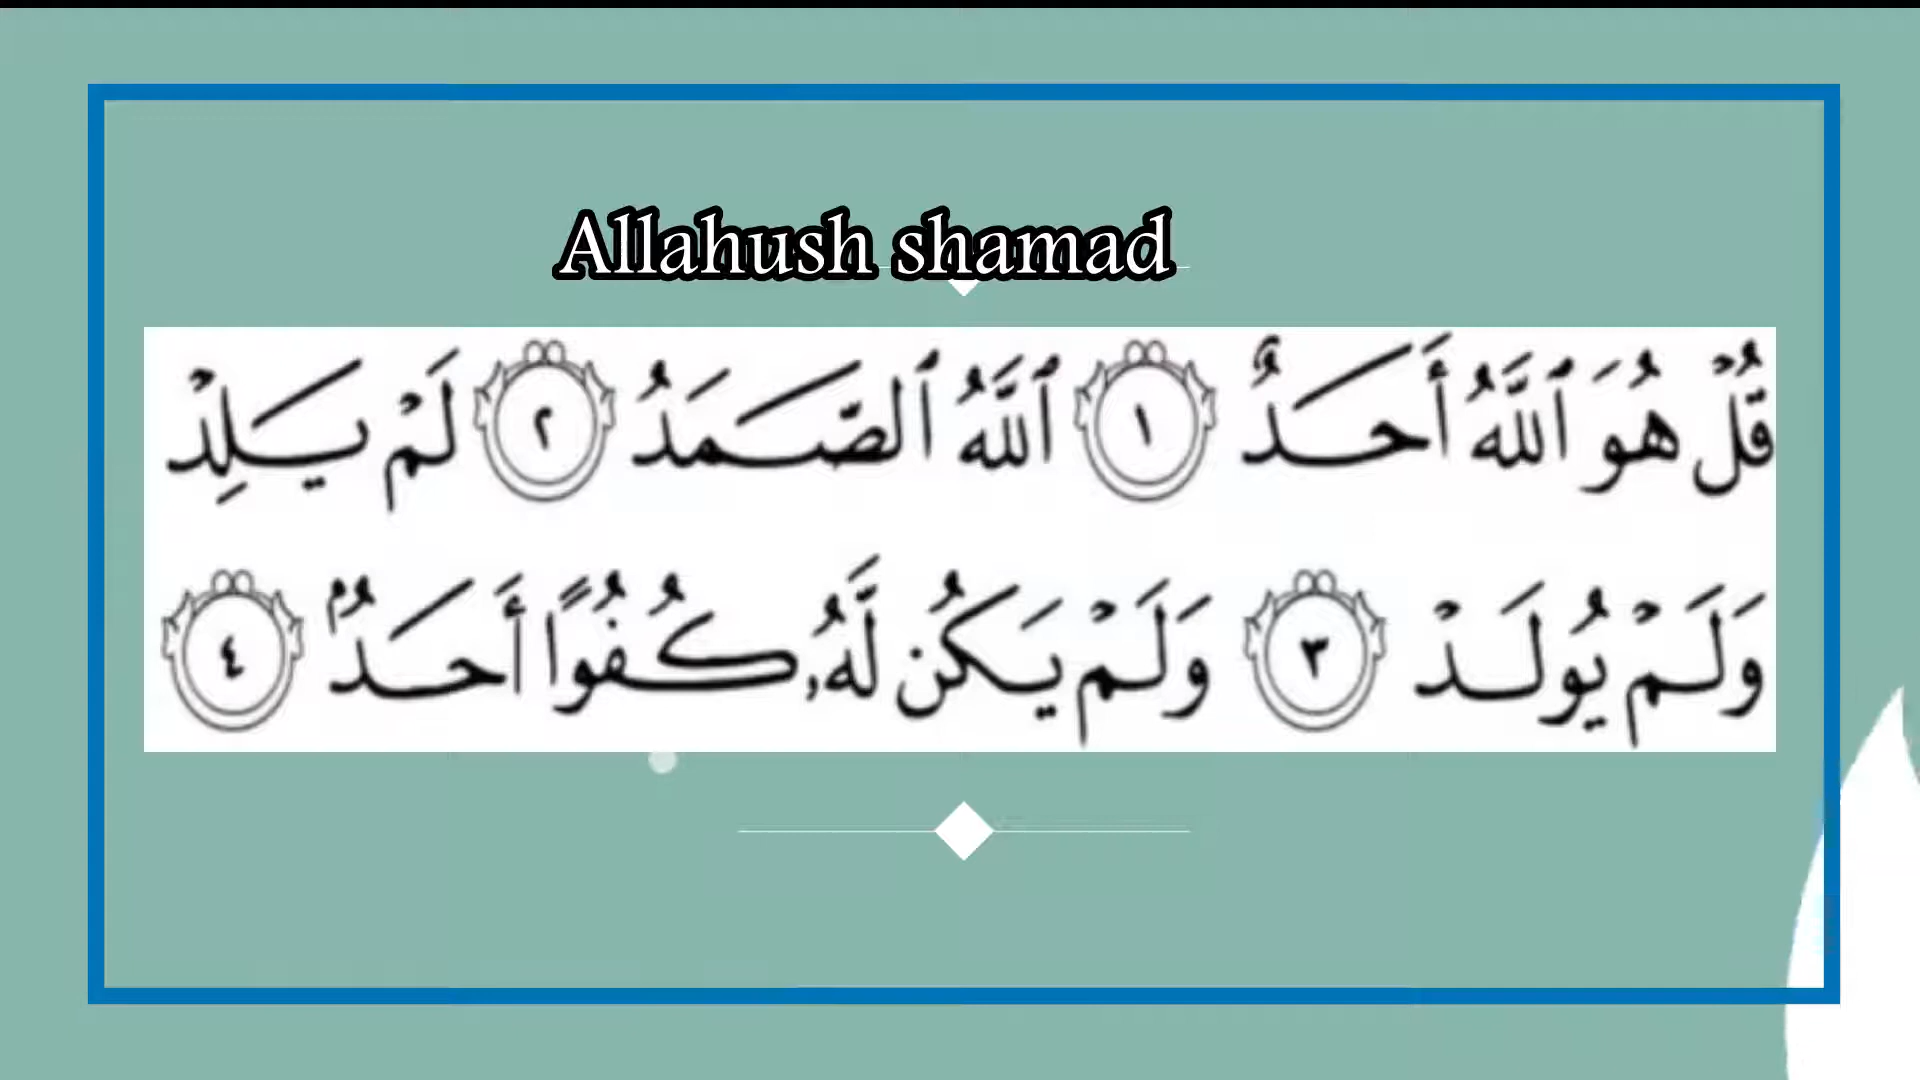 Allahush shamad
قُلْ هُوَ ٱللَّهُ أَحَدٌ ١ ٱللَّهُ ٱلصَّمَدُ ٢ لَمْ يَلِدْ
وَلَمْ يُولَدْ ٣ وَلَمْ يَكُن لَّهُۥ كُفُوًا أَحَدٌۢ ٤